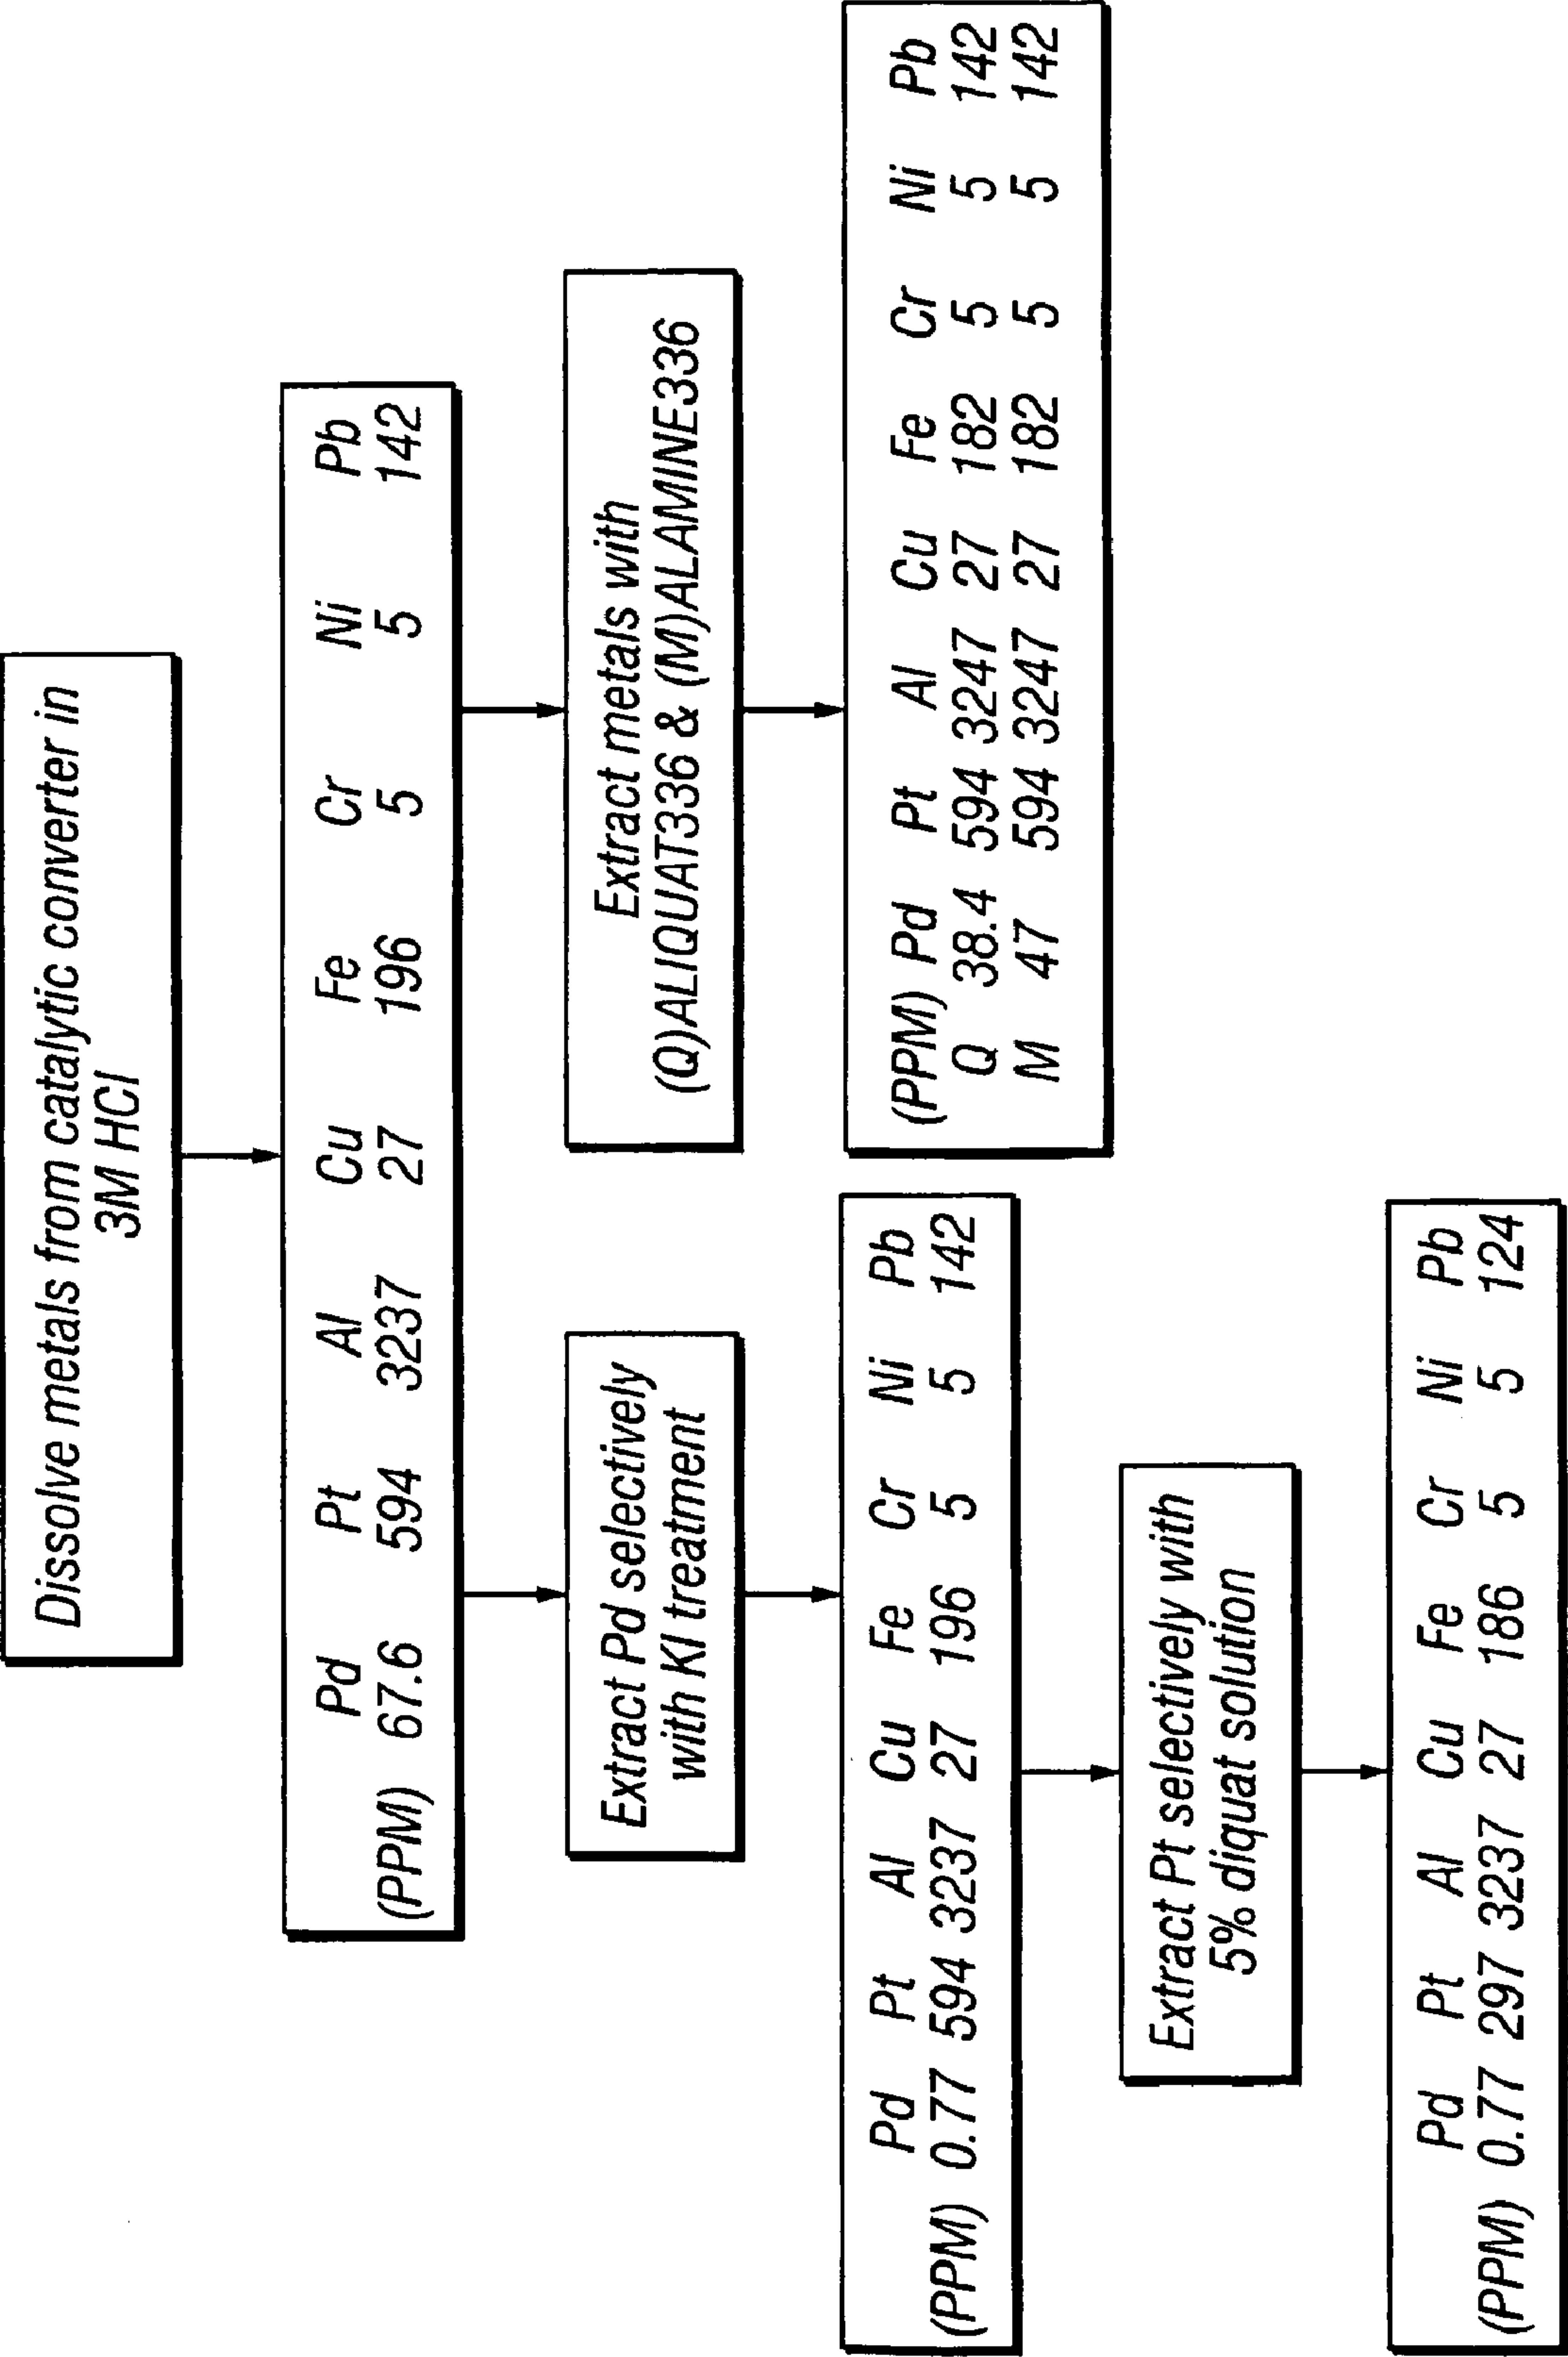 Dissolve metals from catalytic converter in
3M HCl
Pd Pt Al Cu Fe Cr Ni Pb
(PPM) 67.6 594 3237 27 196 5 5 142
Extract Pd selectively
with KI treatment
Extract metals with
(Q)ALIQUAT336 & (M)ALAMINE336
Pd Pt Al Cu Fe Cr Ni Pb
(PPM) 0.77 594 3237 27 196 5 5 142
(PPM) Pd Pt Al Cu Fe Cr Ni Pb
Q 38.4 594 3247 27 182 5 5 142
M 47 594 3247 27 182 5 5 142
Extract Pt selectively with
5% diquat solution
Pd Pt Al Cu Fe Cr Ni Pb
(PPM) 0.77 297 3237 27 186 5 5 124